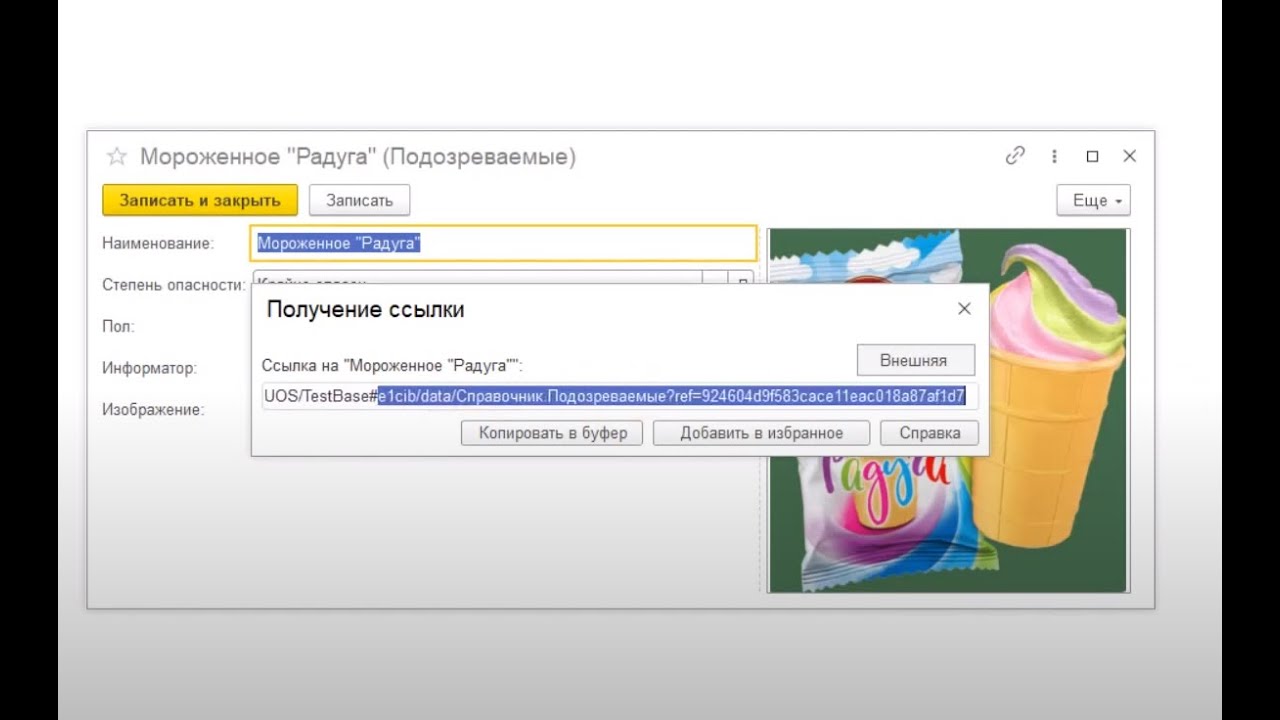 Мороженное "Радуга" (Подозреваемые)
Записать и закрыть
Записать
Еще
Наименование:
Мороженное "Радуга"
Степень опасности:
Пол:
Информатор:
Изображение:
Получение ссылки
Ссылка на "Мороженное "Радуга"":
Внешняя
UOS/TestBase#e1cib/data/Справочник.Подозреваемые?ref=924604d9f583cace11eac018a87af1d7
Копировать в буфер
Добавить в избранное
Справка
Радуга